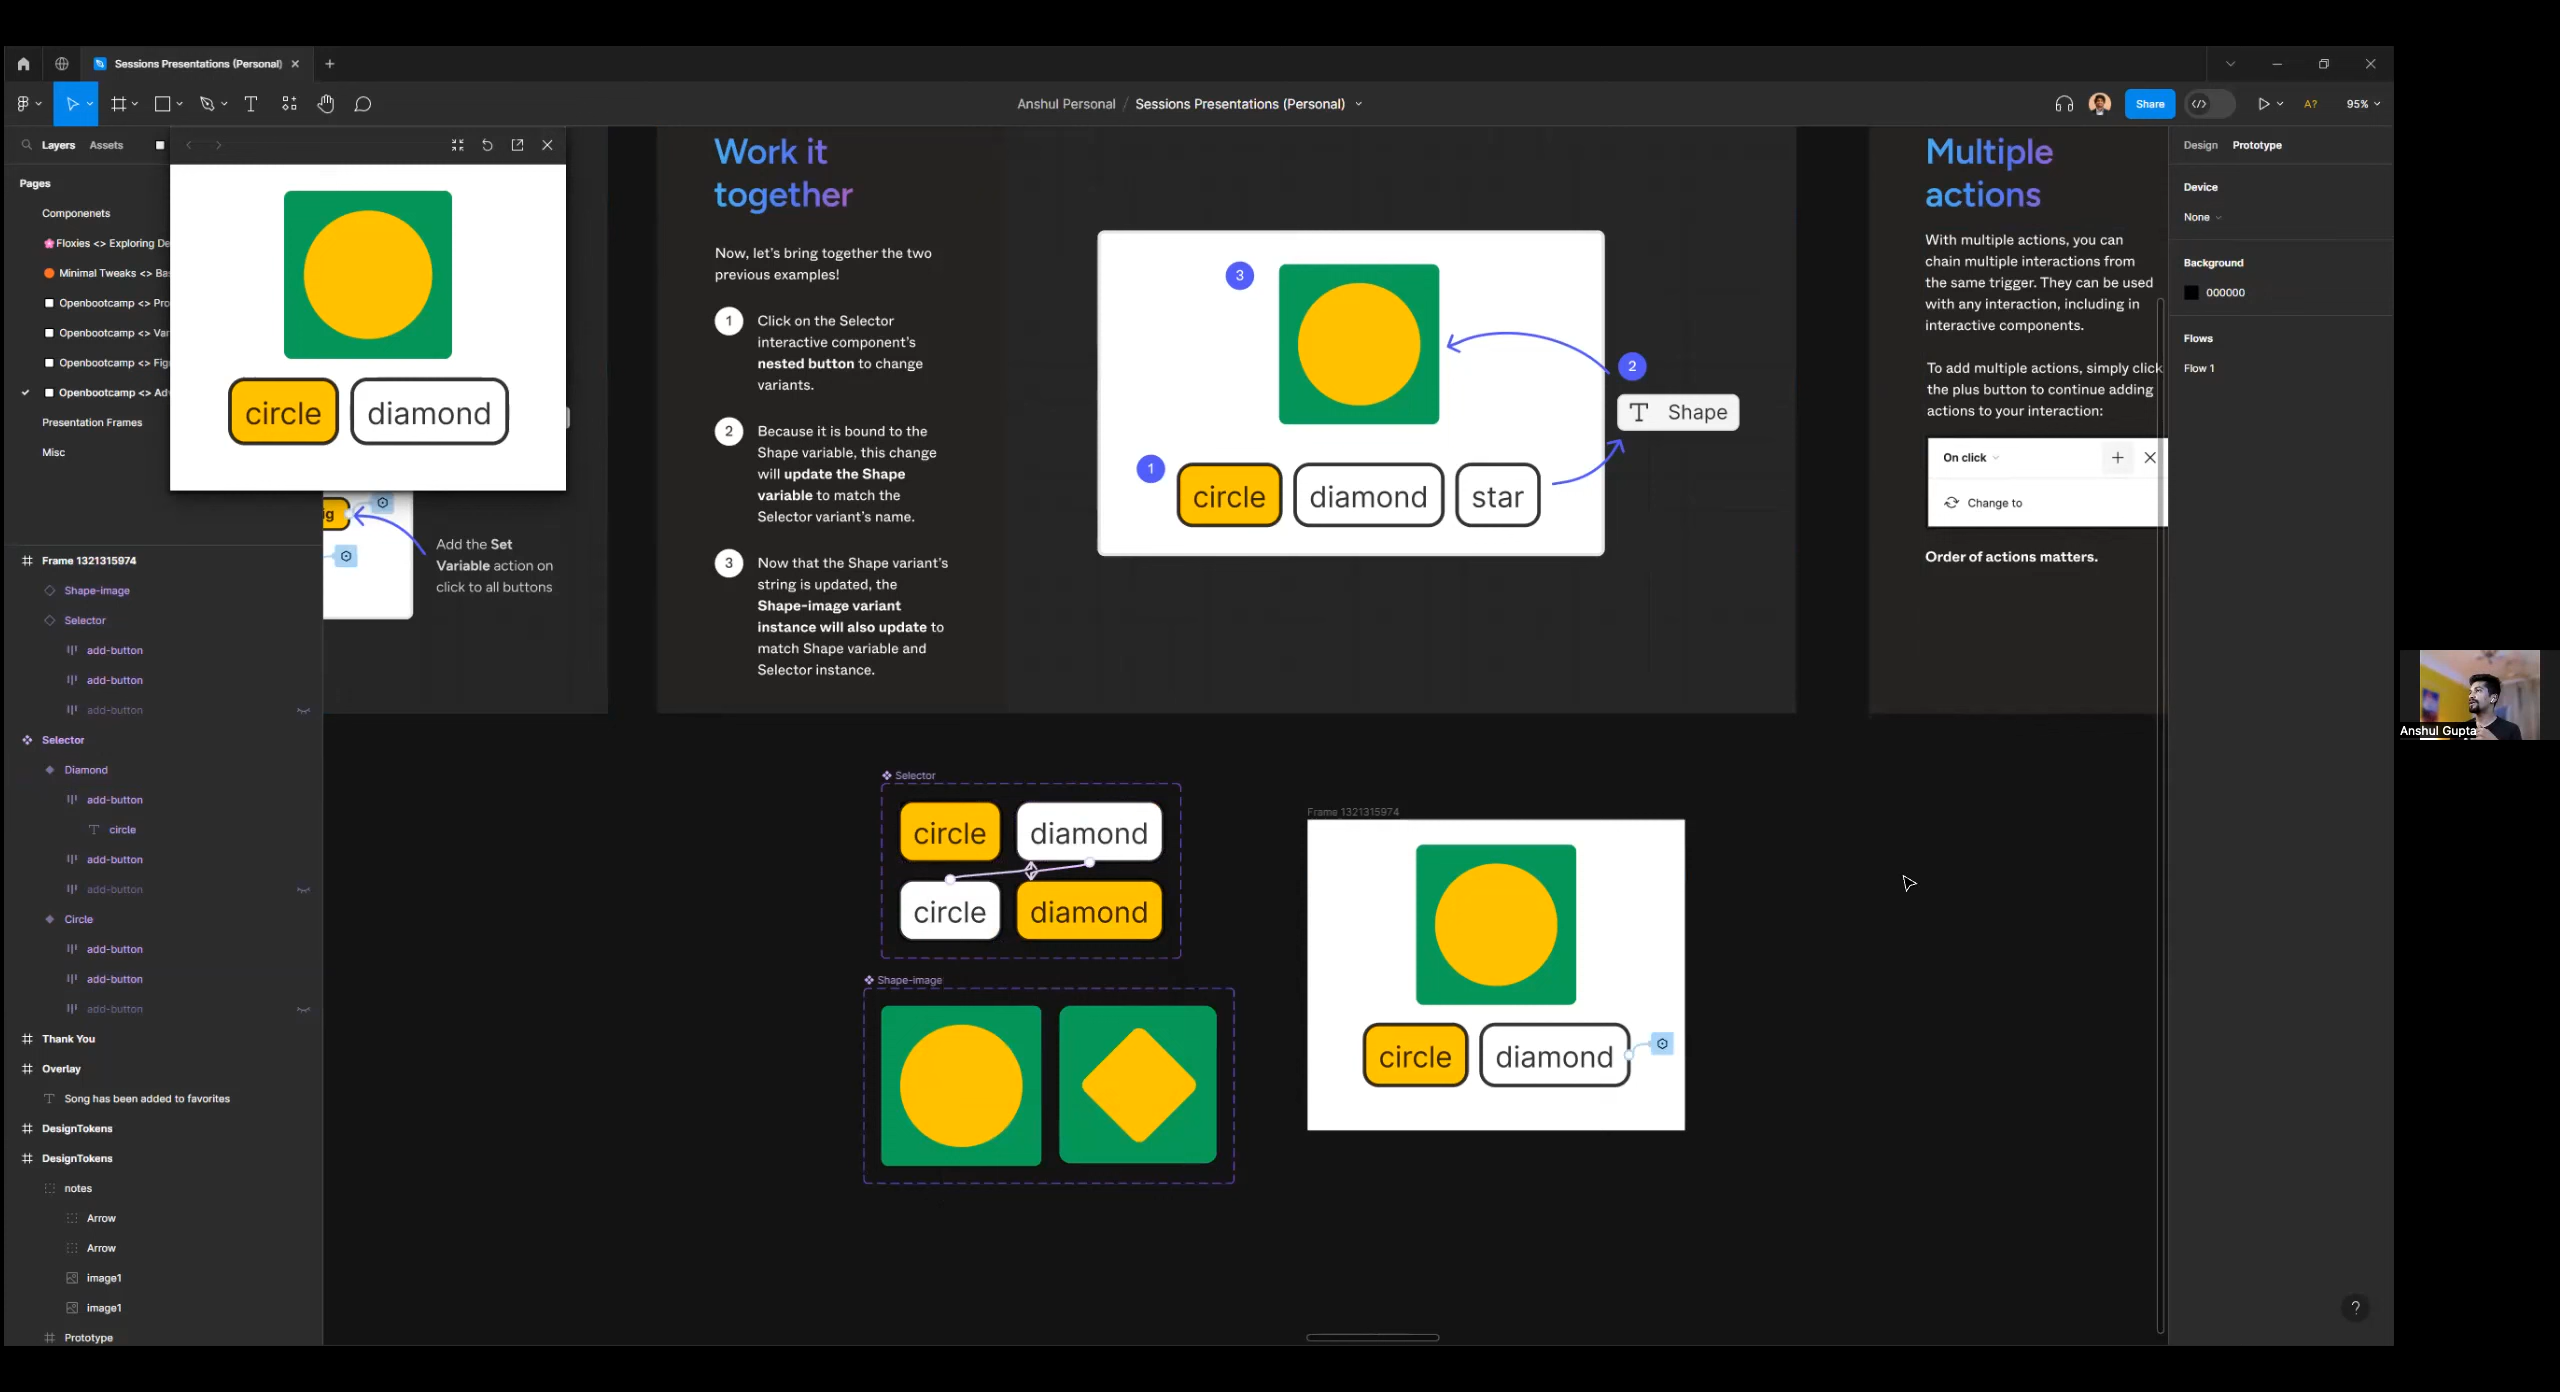 Sessions Presentations (Personal)
Anshul Personal / Sessions Presentations (Personal)
Share
A?
95%
Layers
Assets
Pages
Componenets
Floxies <> Exploring De
Minimal Tweaks <> Bas
Openbootcamp <> Pro
Openbootcamp <> Var
Openbootcamp <> Fig
Openbootcamp <> Adv
Presentation Frames
Misc
circle
diamond
Frame 1321315974
Shape-image
Selector
add-button
add-button
add-button
Selector
Diamond
add-button
circle
add-button
add-button
Circle
add-button
add-button
add-button
Thank You
Overlay
Song has been added to favorites
DesignTokens
DesignTokens
notes
Arrow
Arrow
image1
image1
Prototype
ig
Add the Set
Variable action on
click to all buttons
Work it
together
Now, let's bring together the two
previous examples!
1
Click on the Selector
interactive component's
nested button to change
variants.
2
Because it is bound to the
Shape variable, this change
will update the Shape
variable to match the
Selector variant's name.
3
Now that the Shape variant's
string is updated, the
Shape-image variant
instance will also update to
match Shape variable and
Selector instance.
3
2
T Shape
1
circle
diamond
star
Selector
circle
diamond
circle
diamond
Shape-image
Frame 1321315974
circle
diamond
Multiple
actions
With multiple actions, you can
chain multiple interactions from
the same trigger. They can be used
with any interaction, including in
interactive components.
To add multiple actions, simply click
the plus button to continue adding
actions to your interaction:
On click
Change to
Order of actions matters.
Design
Prototype
Device
None
Background
000000
Flows
Flow 1
?
Anshul Gupta